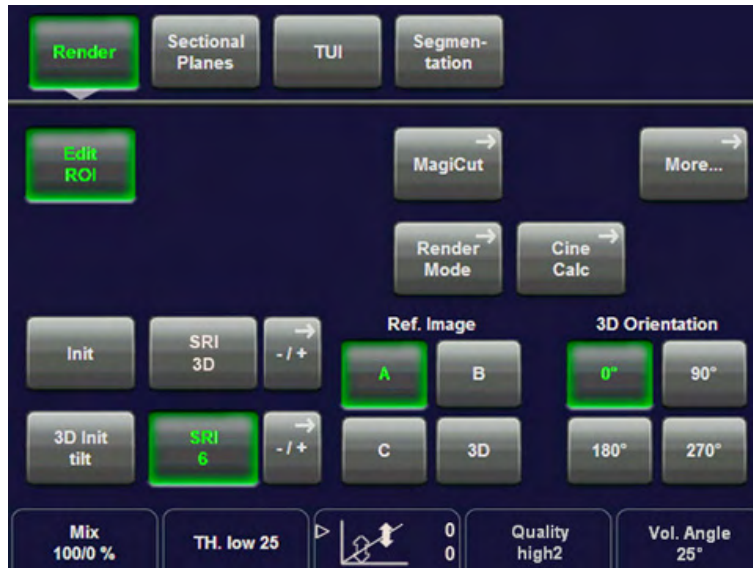 Render
Sectional
Planes
TUI
Segmen-
tation
Edit
ROI
MagiCut
More...
Render
Mode
Cine
Calc
Ref. Image
3D Orientation
Init
SRI
3D
- / +
A
B
0°
90°
3D Init
tilt
SRI
6
- / +
C
3D
180°
270°
Mix
100/0 %
TH. low 25
0
0
Quality
high2
Vol. Angle
25°